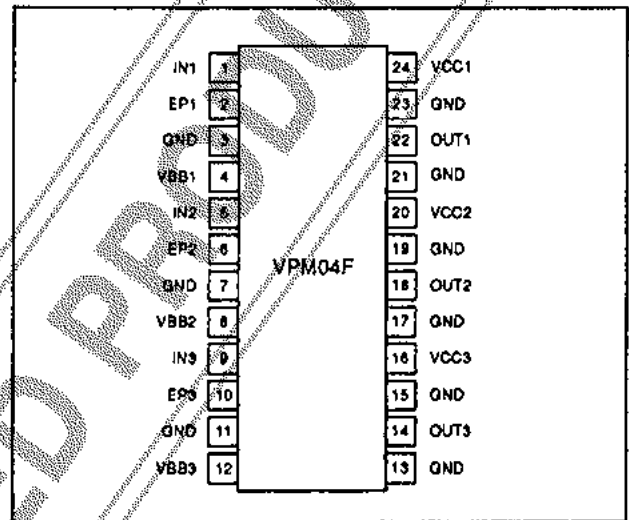 IN1 1 24 VCC1
EP1 2 23 GND
GND 3 22 OUT1
VBB1 4 21 GND
IN2 5 20 VCC2
EP2 6 19 GND
GND 7 18 OUT2
VPM04F
VBB2 8 17 GND
IN3 9 16 VCC3
EP3 10 15 GND
GND 11 14 OUT3
VBB3 12 13 GND